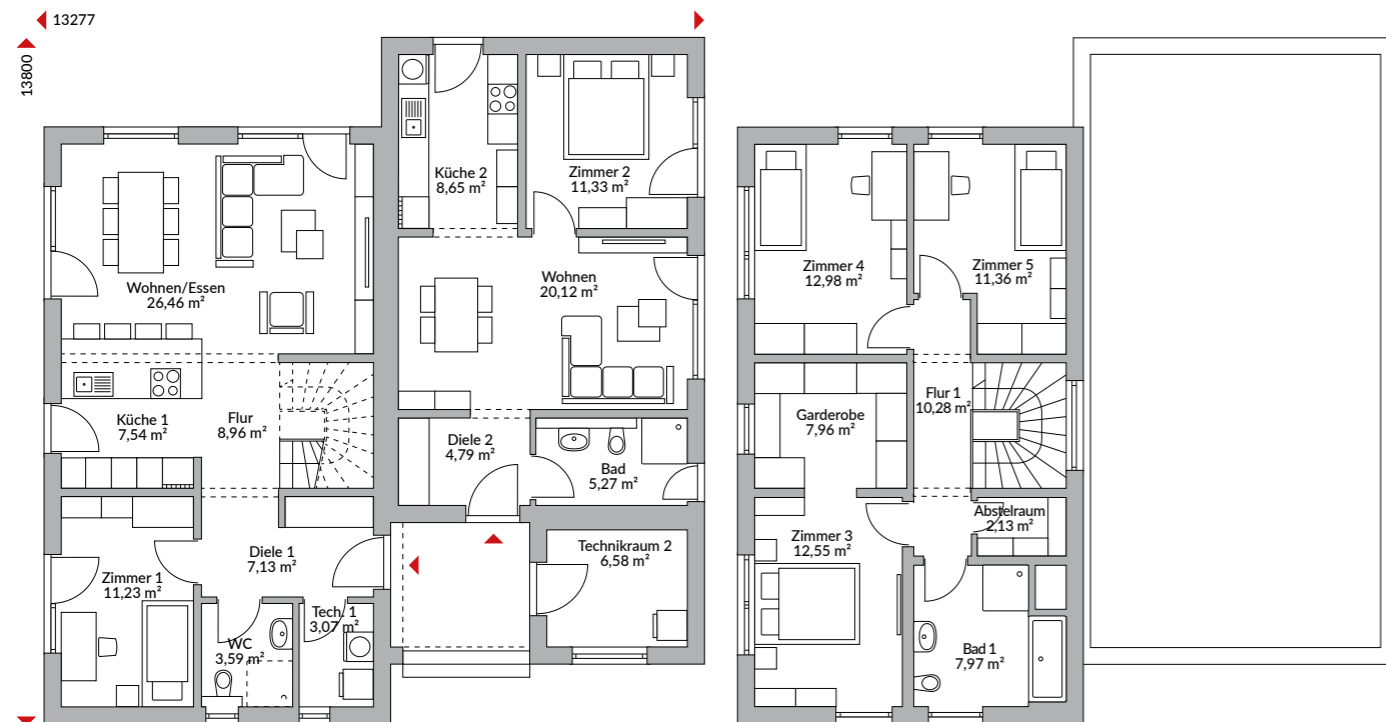 13277
13800
Küche 2
8,65 m²
Zimmer 2
11,33 m²
Wohnen/Essen
26,46 m²
Wohnen
20,12 m²
Küche 1
7,54 m²
Flur
8,96 m²
Diele 2
4,79 m²
Bad
5,27 m²
Zimmer 1
11,23 m²
Diele 1
7,13 m²
Technikraum 2
6,58 m²
WC
3,59 m²
Tech. 1
3,07 m²
Zimmer 4
12,98 m²
Zimmer 5
11,36 m²
Garderobe
7,96 m²
Flur 1
10,28 m²
Zimmer 3
12,55 m²
Abstelraum
2,13 m²
Bad 1
7,97 m²